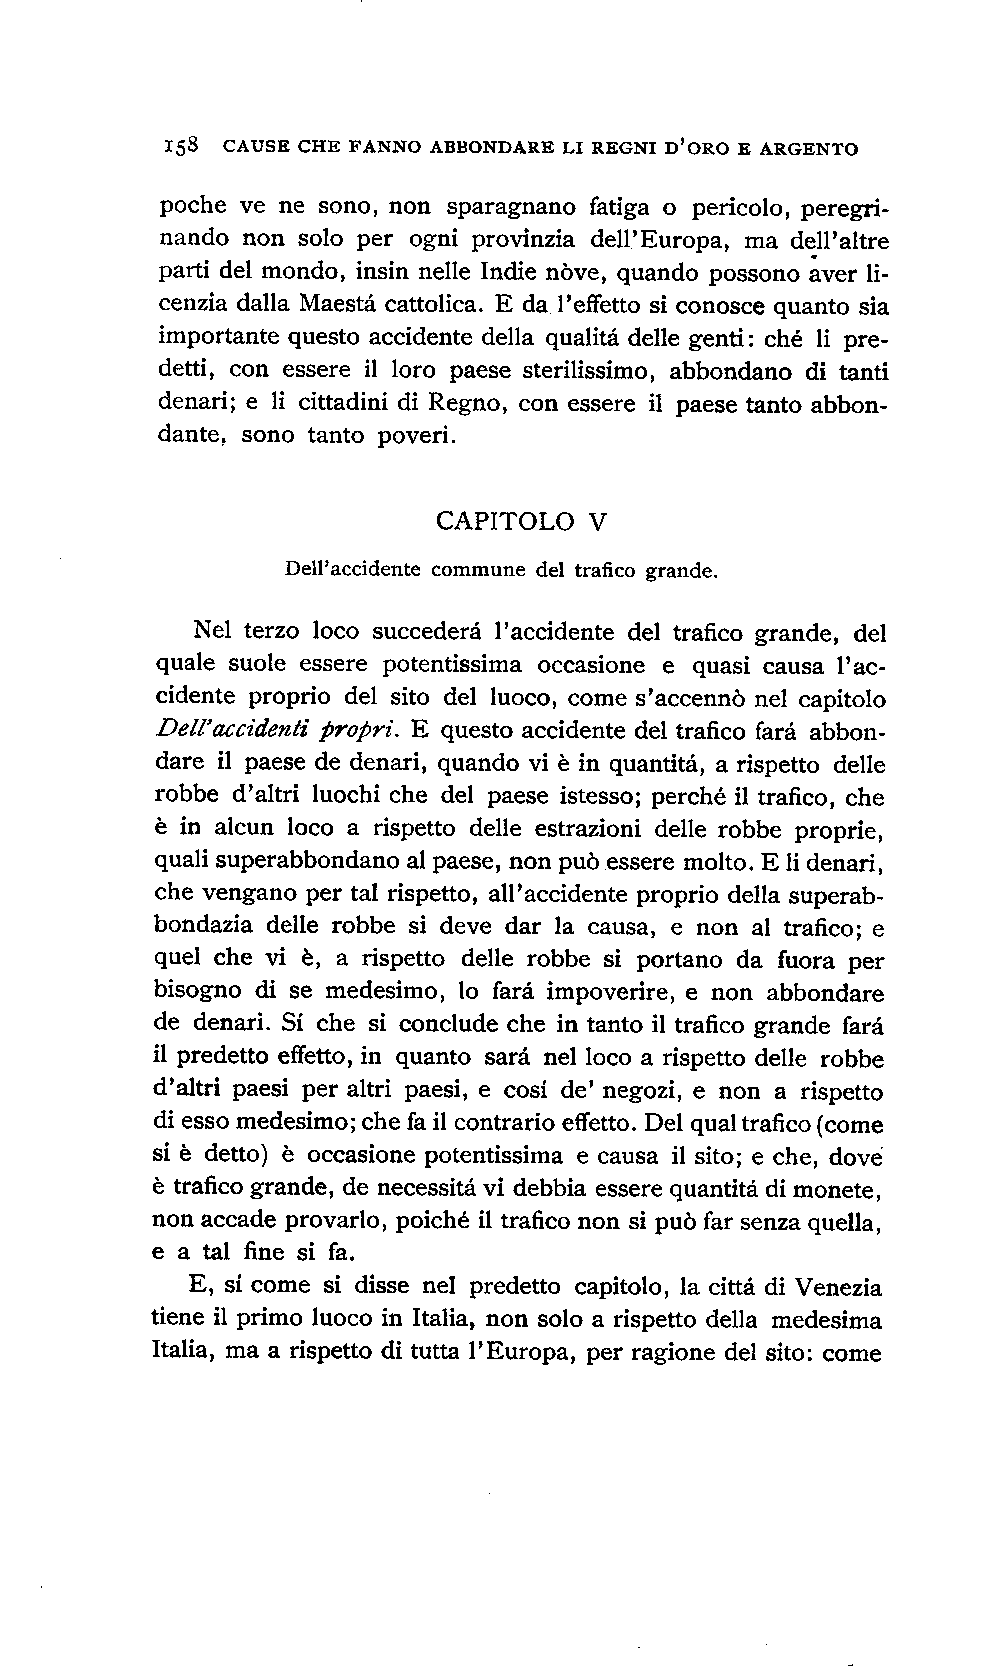 158 CAUSE CHE FANNO ABBONDARE LI REGNI D'ORO E ARGENTO
poche ve ne sono, non sparagnano fatiga o pericolo, peregri-
nando non solo per ogni provinzia dell'Europa, ma dell'altre
parti del mondo, insin nelle Indie nòve, quando possono aver li-
cenzia dalla Maestá cattolica. E da l'effetto si conosce quanto sia
importante questo accidente della qualitá delle genti: ché li pre-
detti, con essere il loro paese sterilissimo, abbondano di tanti
denari; e li cittadini di Regno, con essere il paese tanto abbon-
dante, sono tanto poveri.
CAPITOLO V
Dell'accidente commune del trafico grande.
Nel terzo loco succederá l'accidente del trafico grande, del
quale suole essere potentissima occasione e quasi causa l'ac-
cidente proprio del sito del luoco, come s'accennò nel capitolo
Dell'accidenti propri. E questo accidente del trafico fará abbon-
dare il paese de denari, quando vi è in quantitá, a rispetto delle
robbe d'altri luochi che del paese istesso; perché il trafico, che
è in alcun loco a rispetto delle estrazioni delle robbe proprie,
quali superabbondano al paese, non può essere molto. E li denari,
che vengano per tal rispetto, all'accidente proprio della superab-
bondazia delle robbe si deve dar la causa, e non al trafico; e
quel che vi è, a rispetto delle robbe si portano da fuora per
bisogno di se medesimo, lo fará impoverire, e non abbondare
de denari. Sí che si conclude che in tanto il trafico grande fará
il predetto effetto, in quanto sará nel loco a rispetto delle robbe
d'altri paesi per altri paesi, e cosí de' negozi, e non a rispetto
di esso medesimo; che fa il contrario effetto. Del qual trafico (come
si è detto) è occasione potentissima e causa il sito; e che, dove
è trafico grande, de necessitá vi debbia essere quantitá di monete,
non accade provarlo, poiché il trafico non si può far senza quella,
e a tal fine si fa.
E, sí come si disse nel predetto capitolo, la cittá di Venezia
tiene il primo luoco in Italia, non solo a rispetto della medesima
Italia, ma a rispetto di tutta l'Europa, per ragione del sito: come